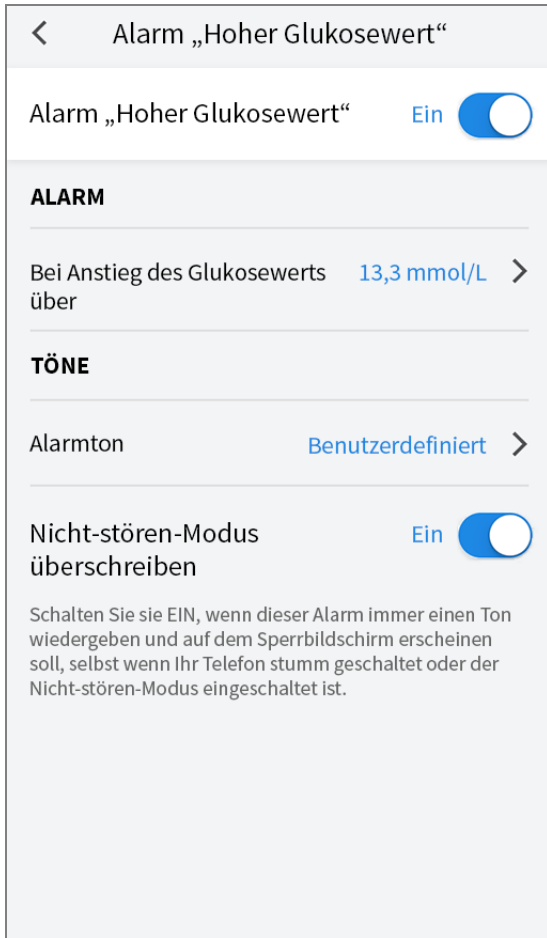 Alarm „Hoher Glukosewert“
Alarm „Hoher Glukosewert“ Ein
ALARM
Bei Anstieg des Glukosewerts 13,3 mmol/L
über
TÖNE
Alarmton Benutzerdefiniert
Nicht-stören-Modus Ein
überschreiben
Schalten Sie sie EIN, wenn dieser Alarm immer einen Ton
wiedergeben und auf dem Sperrbildschirm erscheinen
soll, selbst wenn Ihr Telefon stumm geschaltet oder der
Nicht-stören-Modus eingeschaltet ist.